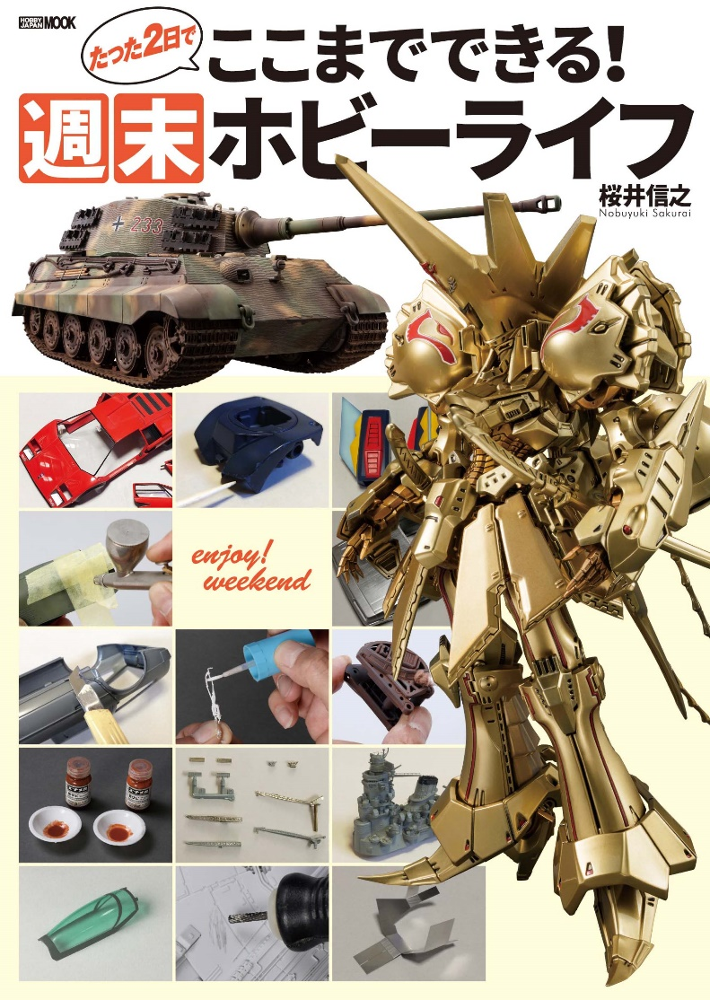 HOBBY JAPAN MOOK
たった2日で
ここまでできる!
週末ホビーライフ
桜井信之
Nobuyuki Sakurai
233
enjoy!
weekend